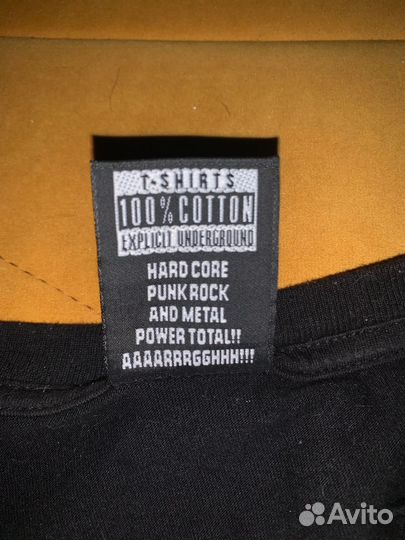 T-SHIRTS
100% COTTON
EXPLICIT UNDERGROUND
HARD CORE
PUNK ROCK
AND METAL
POWER TOTAL!!
AAAARRRGGHHH!!!
Avito